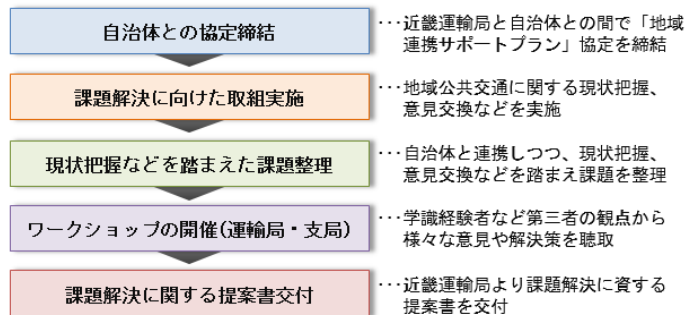 自治体との協定締結
･･･近畿運輸局と自治体との間で「地域
連携サポートプラン」協定を締結
課題解決に向けた取組実施
･･･地域公共交通に関する現状把握、
意見交換などを実施
現状把握などを踏まえた課題整理
･･･自治体と連携しつつ、現状把握、
意見交換などを踏まえ課題を整理
ワークショップの開催(運輸局・支局)
･･･学識経験者など第三者の観点から
様々な意見や解決策を聴取
課題解決に関する提案書交付
･･･近畿運輸局より課題解決に資する
提案書を交付